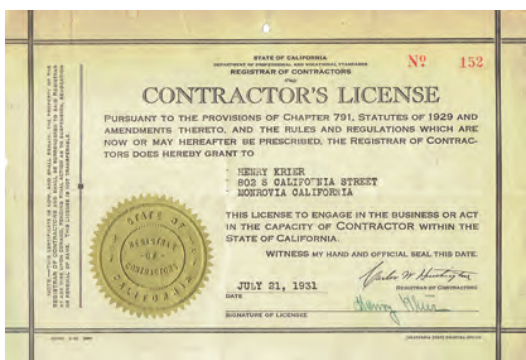 STATE OF CALIFORNIA
DEPARTMENT OF PROFESSIONAL AND VOCATIONAL STANDARDS
REGISTRAR OF CONTRACTORS
Nº 152
CONTRACTOR'S LICENSE
PURSUANT TO THE PROVISIONS OF CHAPTER 791, STATUTES OF 1929 AND
AMENDMENTS THERETO, AND THE RULES AND REGULATIONS WHICH ARE
NOW OR MAY HEREAFTER BE PRESCRIBED, THE REGISTRAR OF CONTRAC-
TORS DOES HEREBY GRANT TO
HENRY KRIER
802 S CALIFORNIA STREET
MONROVIA CALIFORNIA
THIS LICENSE TO ENGAGE IN THE BUSINESS OR ACT
IN THE CAPACITY OF CONTRACTOR WITHIN THE
STATE OF CALIFORNIA.
WITNESS MY HAND AND OFFICIAL SEAL THIS DATE.
JULY 21, 1931
DATE
REGISTRAR OF CONTRACTORS
Henry Krier
SIGNATURE OF LICENSEE
STATE OF
CALIFORNIA
REGISTRAR
OF
CONTRACTORS